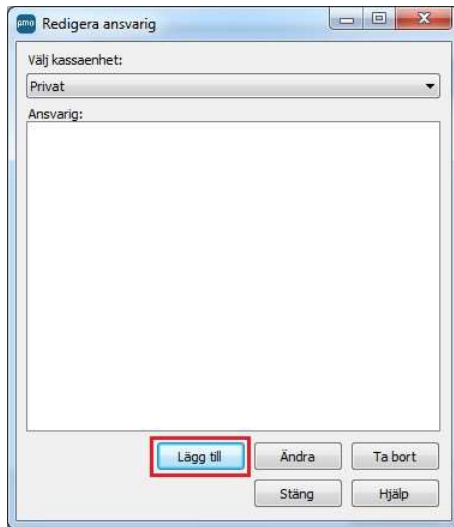 pmo Redigera ansvarig
Välj kassaenhet:
Privat
Ansvarig:
Lägg till Ändra Ta bort
Stäng Hjälp